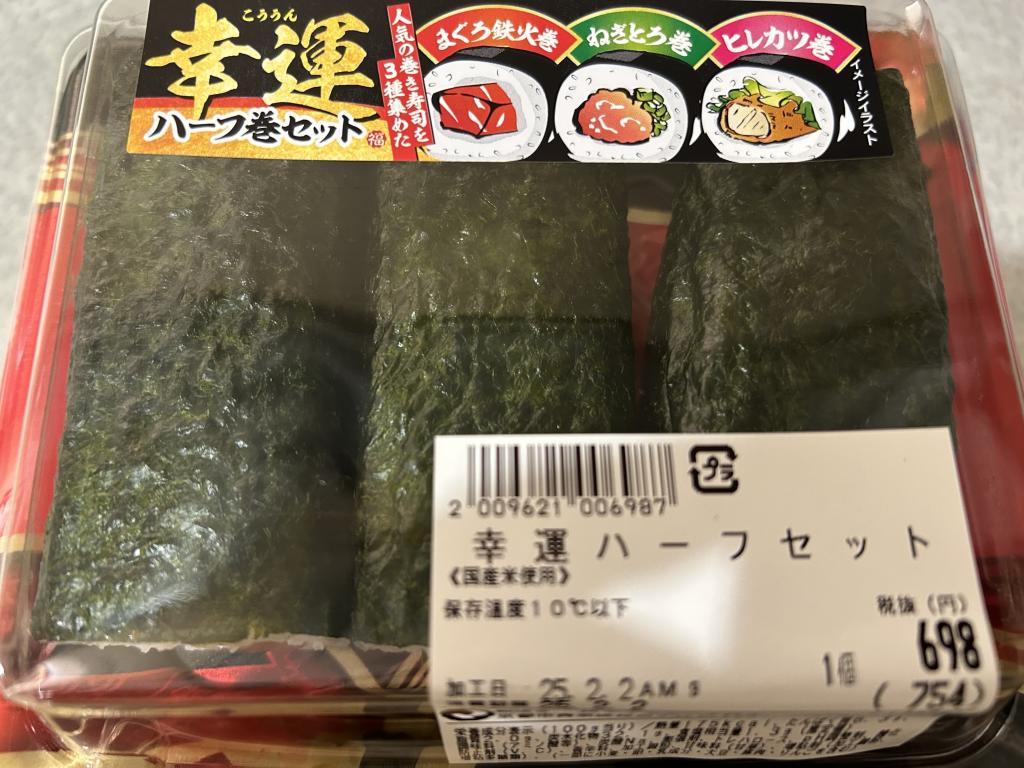 こううん
幸運
ハーフ巻セット
福
人気の巻き寿司を
3種集めた
まぐろ鉄火巻
ねぎとろ巻
ヒレカツ巻
イメージイラスト
プラ
2 009621 006987
幸運ハーフセット
《国産米使用》
保存温度10℃以下
税抜(円)
1個 698
(754)
加工日 25.2.2AM9